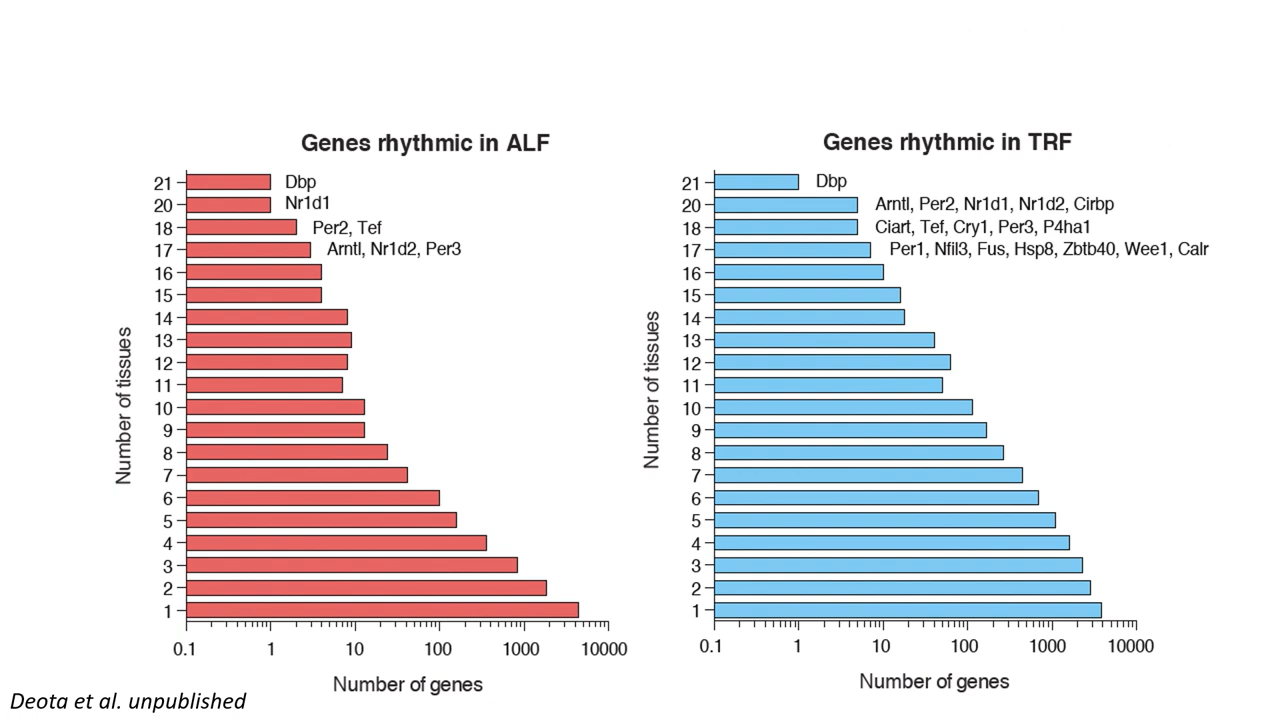 Genes rhythmic in ALF
21 Dbp
20 Nr1d1
18 Per2, Tef
17 Arntl, Nr1d2, Per3
16
15
14
13
12
11
10
9
8
7
6
5
4
3
2
1
Number of tissues
0.1 1 10 100 1000 10000
Number of genes
Genes rhythmic in TRF
21 Dbp
20 Arntl, Per2, Nr1d1, Nr1d2, Cirbp
18 Ciart, Tef, Cry1, Per3, P4ha1
17 Per1, Nfil3, Fus, Hsp8, Zbtb40, Wee1, Calr
16
15
14
13
12
11
10
9
8
7
6
5
4
3
2
1
Number of tissues
0.1 1 10 100 1000 10000
Number of genes
Deota et al. unpublished